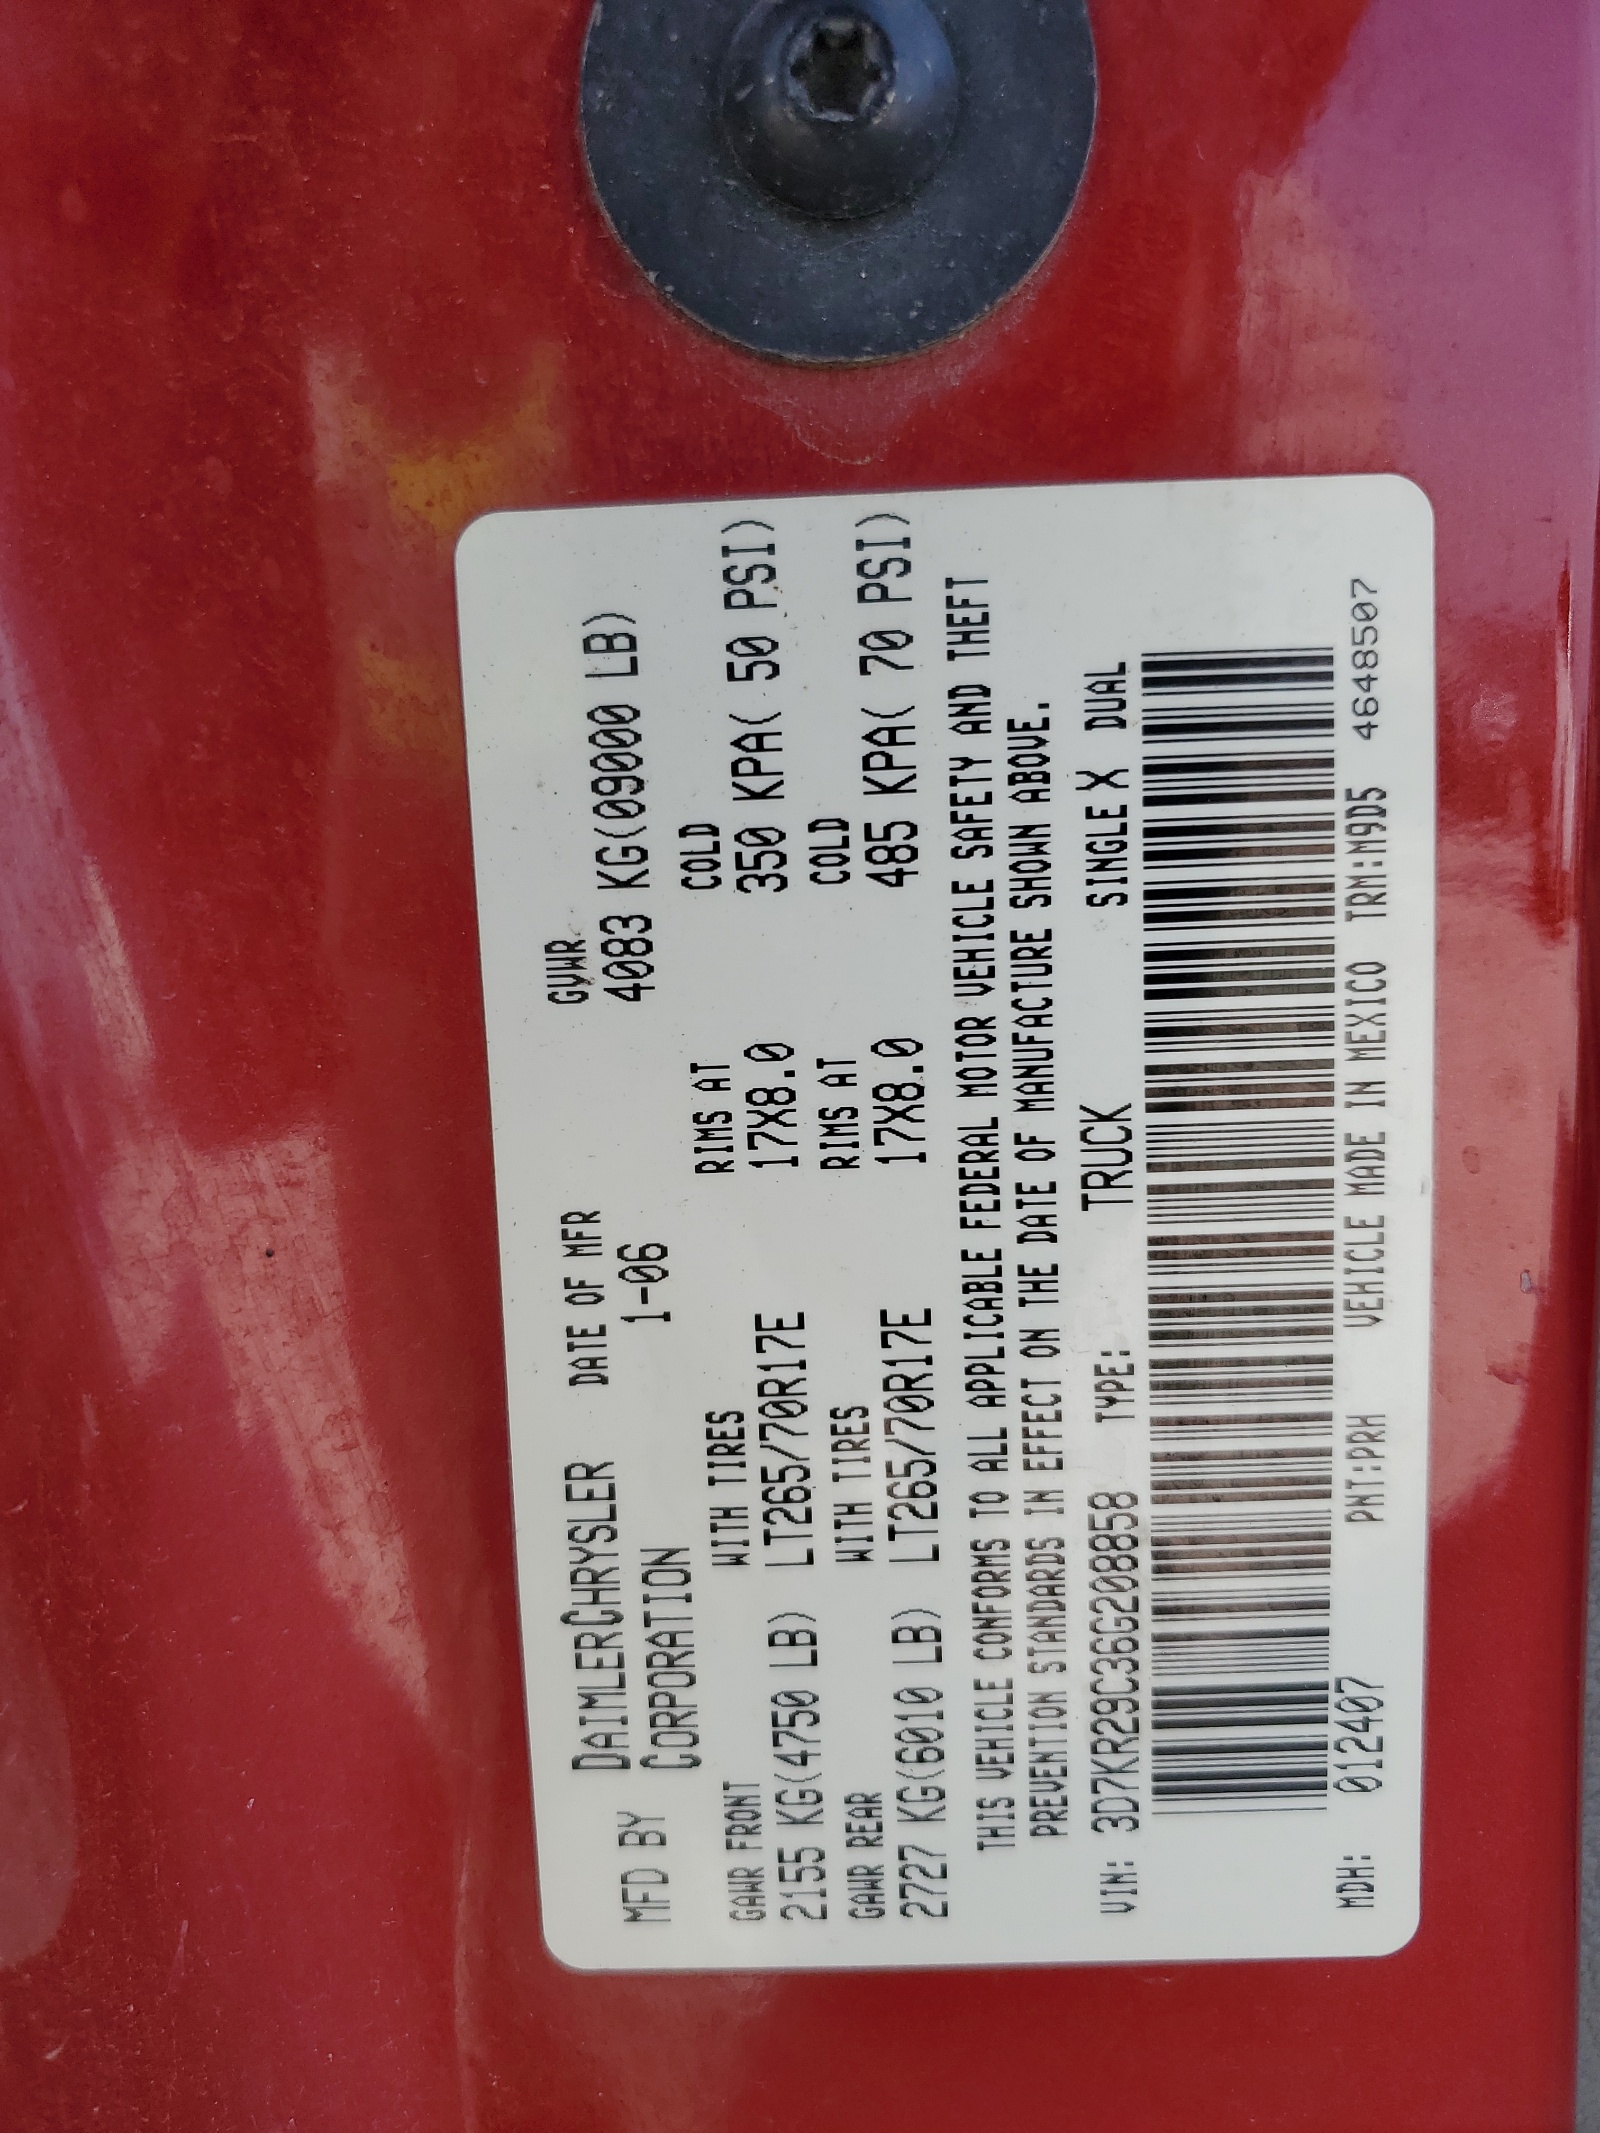 MFD BY DAIMLERCHRYSLER CORPORATION DATE OF MFR 1-06 GVWR 4083 KG(09000 LB)
GAWR FRONT WITH TIRES RIMS AT COLD
2155 KG(4750 LB) LT265/70R17E 17X8.0 350 KPA( 50 PSI)
GAWR REAR WITH TIRES RIMS AT COLD
2727 KG(6010 LB) LT265/70R17E 17X8.0 485 KPA( 70 PSI)
THIS VEHICLE CONFORMS TO ALL APPLICABLE FEDERAL MOTOR VEHICLE SAFETY AND THEFT
PREVENTION STANDARDS IN EFFECT ON THE DATE OF MANUFACTURE SHOWN ABOVE.
VIN: 3D7KR29C36G208858 TYPE: TRUCK SINGLE X DUAL
MDH: 012407 PNT:PRH VEHICLE MADE IN MEXICO TRM:M9D5 4648507